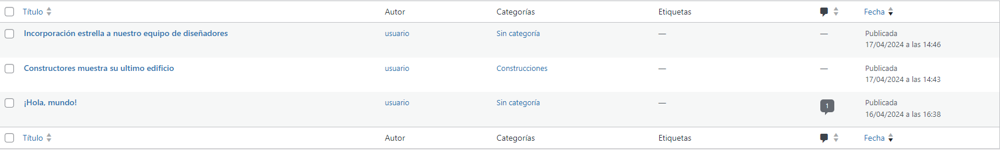 Título Autor Categorías Etiquetas Fecha
Incorporación estrella a nuestro equipo de diseñadores usuario Sin categoría — — Publicada
17/04/2024 a las 14:46
Constructores muestra su ultimo edificio usuario Construcciones — — Publicada
17/04/2024 a las 14:43
¡Hola, mundo! usuario Sin categoría — 1 Publicada
16/04/2024 a las 16:38
Título Autor Categorías Etiquetas Fecha